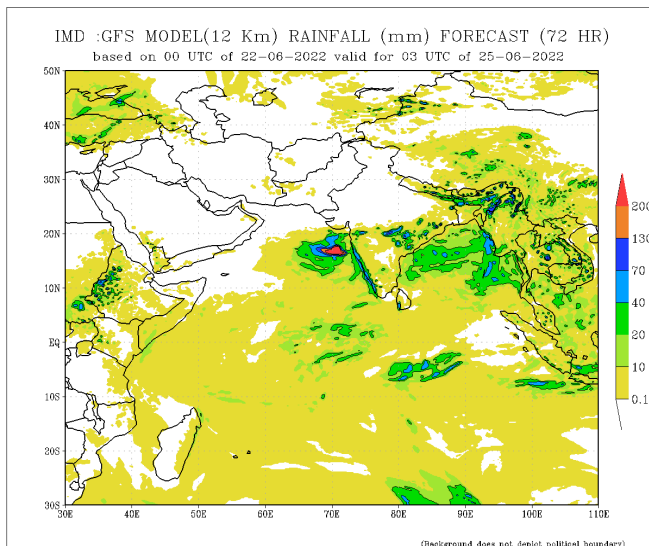 IMD :GFS MODEL(12 Km) RAINFALL (mm) FORECAST (72 HR)
based on 00 UTC of 22-06-2022 valid for 03 UTC of 25-06-2022
50N
40N
30N
20N
10N
EQ
10S
20S
30S
30E 40E 50E 60E 70E 80E 90E 100E 110E
200
130
70
40
20
10
0.1
(Background does not depict political boundary)